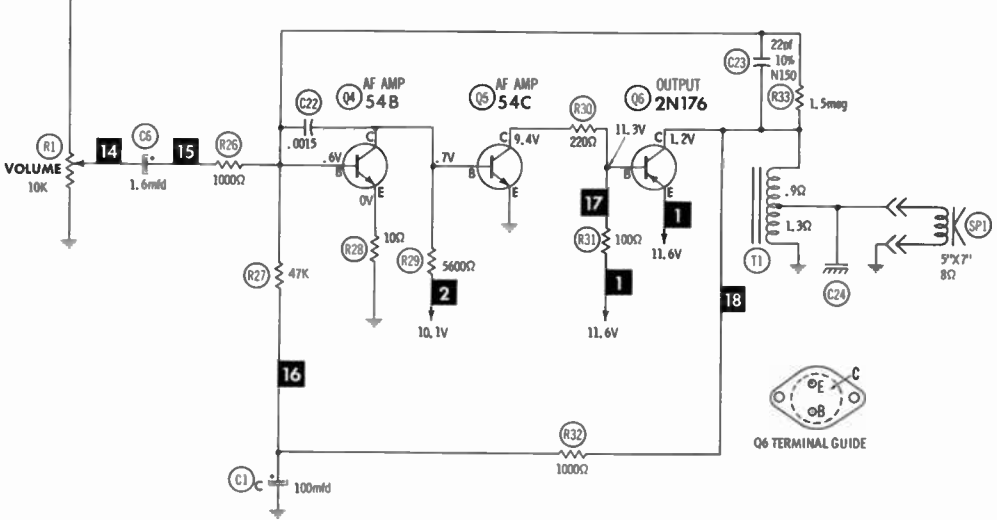 22pf
C23
10%
N150
AF AMP
Q4 54B
AF AMP
Q5 54C
OUTPUT
Q6 2N176
R33
1.5meg
C22
.0015
R30
220Ω
C
C 9.4V
11.3V
C 1.2V
R1
VOLUME
10K
14
C6
+
1.6mfd
15
R26
1000Ω
.6V
B
E
0V
.7V
B
E
B
E
17
1
11.6V
.9Ω
1.3Ω
T1
SP1
5"X7"
8Ω
C24
R28
10Ω
R29
5600Ω
R31
100Ω
R27
47K
2
10.1V
1
11.6V
18
16
C
E
B
Q6 TERMINAL GUIDE
R32
1000Ω
C1 C
+
100mfd